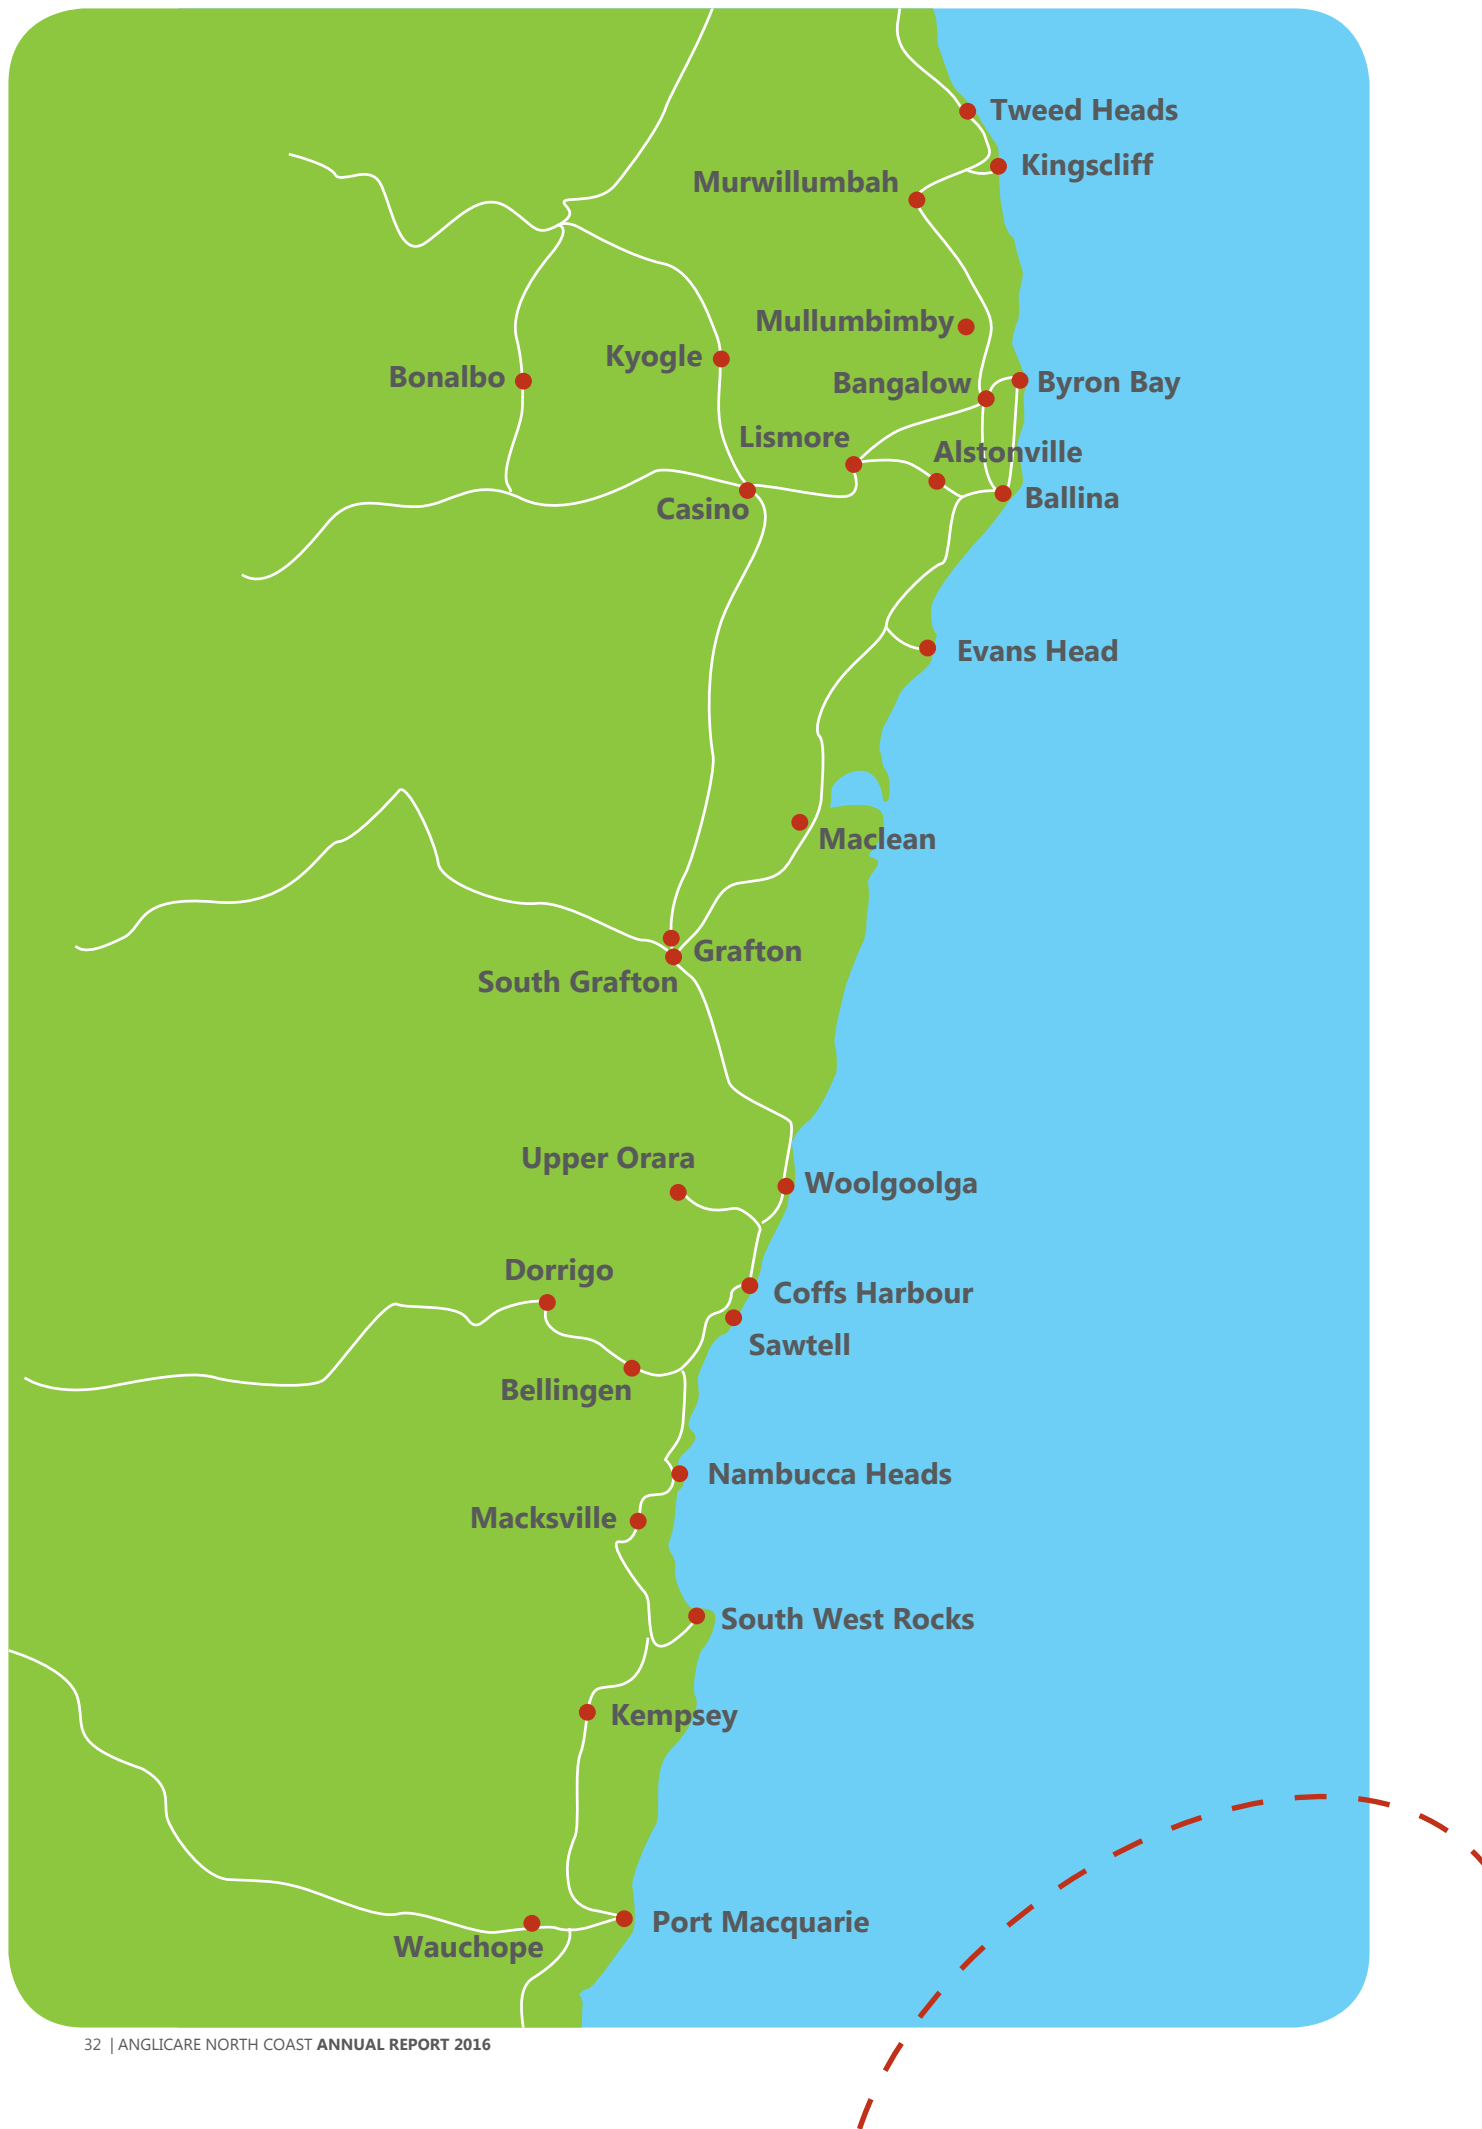 Tweed Heads
Kingscliff
Murwillumbah
Mullumbimby
Kyogle
Bonalbo
Bangalow
Byron Bay
Lismore
Alstonville
Ballina
Casino
Evans Head
Maclean
Grafton
South Grafton
Upper Orara
Woolgoolga
Dorrigo
Coffs Harbour
Sawtell
Bellingen
Nambucca Heads
Macksville
South West Rocks
Kempsey
Port Macquarie
Wauchope
32 | ANGLICARE NORTH COAST ANNUAL REPORT 2016